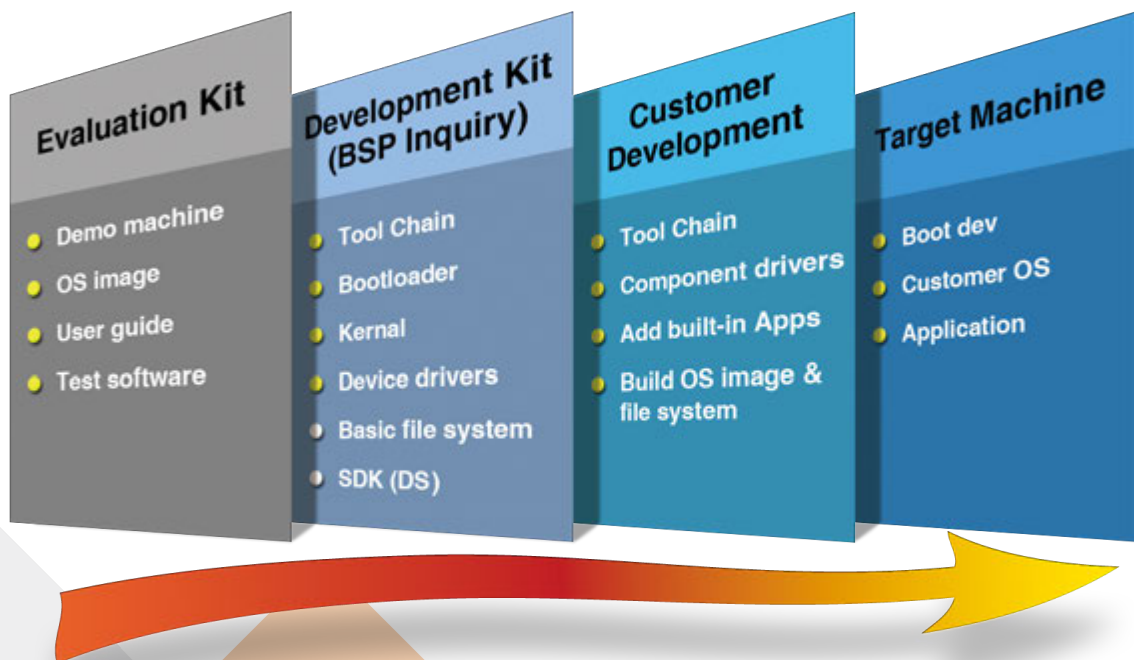 Evaluation Kit
Demo machine
OS image
User guide
Test software
Development Kit
(BSP Inquiry)
Tool Chain
Bootloader
Kernal
Device drivers
Basic file system
SDK (DS)
Customer
Development
Tool Chain
Component drivers
Add built-in Apps
Build OS image &
file system
Target Machine
Boot dev
Customer OS
Application